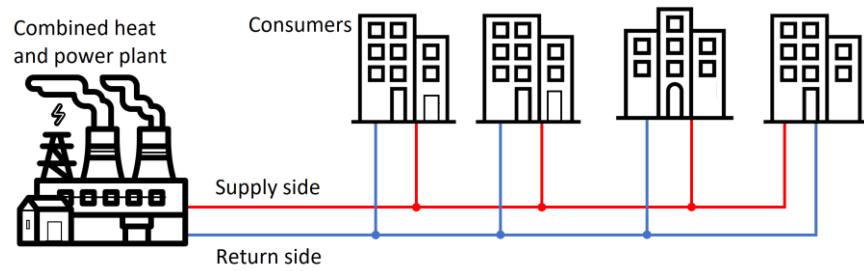 Combined heat
and power plant
Consumers
Supply side
Return side